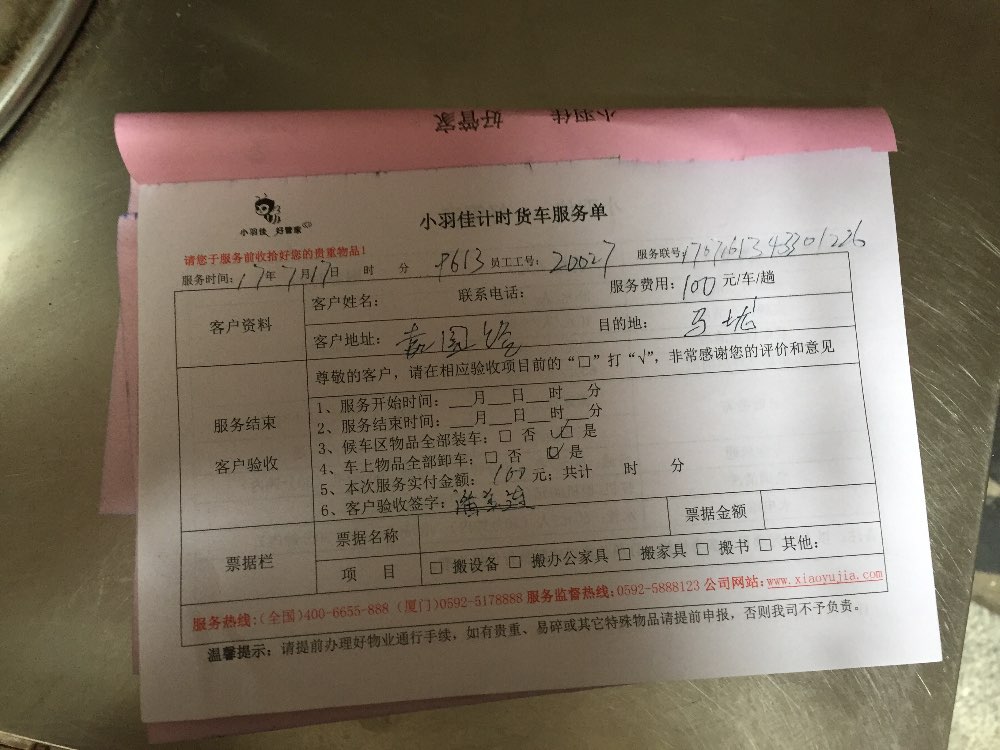 小羽佳 好管家
小羽佳 好管家
小羽佳计时货车服务单
请您于服务前收拾好您的贵重物品！
服务时间：17年7月17日 时 分 9613 员工工号：20027 服务联号：
客户资料
客户姓名： 联系电话： 服务费用：100元/车/趟
客户地址： 目的地：马垅
服务结束
客户验收
尊敬的客户，请在相应验收项目前的“□”打“√”，非常感谢您的评价和意见
1、服务开始时间：___月___日___时___分
2、服务结束时间：___月___日___时___分
3、候车区物品全部装车：□ 否 ☑ 是
4、车上物品全部卸车：□ 否 ☑ 是
5、本次服务实付金额：100元；共计 时 分
6、客户验收签字：
票据栏
票据名称 票据金额
项 目 □ 搬设备 □ 搬办公家具 □ 搬家具 □ 搬书 □ 其他：
服务热线：(全国)400-6655-888 (厦门)0592-5178888 服务监督热线：0592-5888123 公司网站：www.xiaoyujia.com
温馨提示：请提前办理好物业通行手续，如有贵重、易碎或其它特殊物品请提前申报，否则我司不予负责。